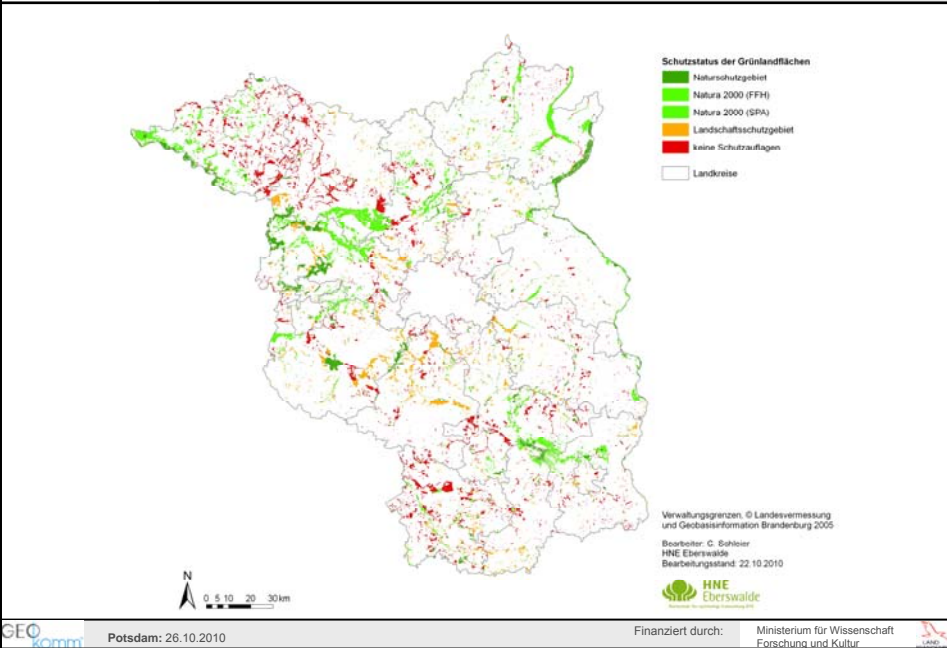 Schutzstatus der Grünlandflächen
Naturschutzgebiet
Natura 2000 (FFH)
Natura 2000 (SPA)
Landschaftsschutzgebiet
keine Schutzauflagen
Landkreise
Verwaltungsgrenzen, © Landesvermessung
und Geobasisinformation Brandenburg 2005
Bearbeiter: C. Schleier
HNE Eberswalde
Bearbeitungsstand: 22.10.2010
HNE
Eberswalde
N
0 5 10 20 30 km
GEO
komm
Potsdam: 26.10.2010
Finanziert durch:
Ministerium für Wissenschaft
Forschung und Kultur
LAND